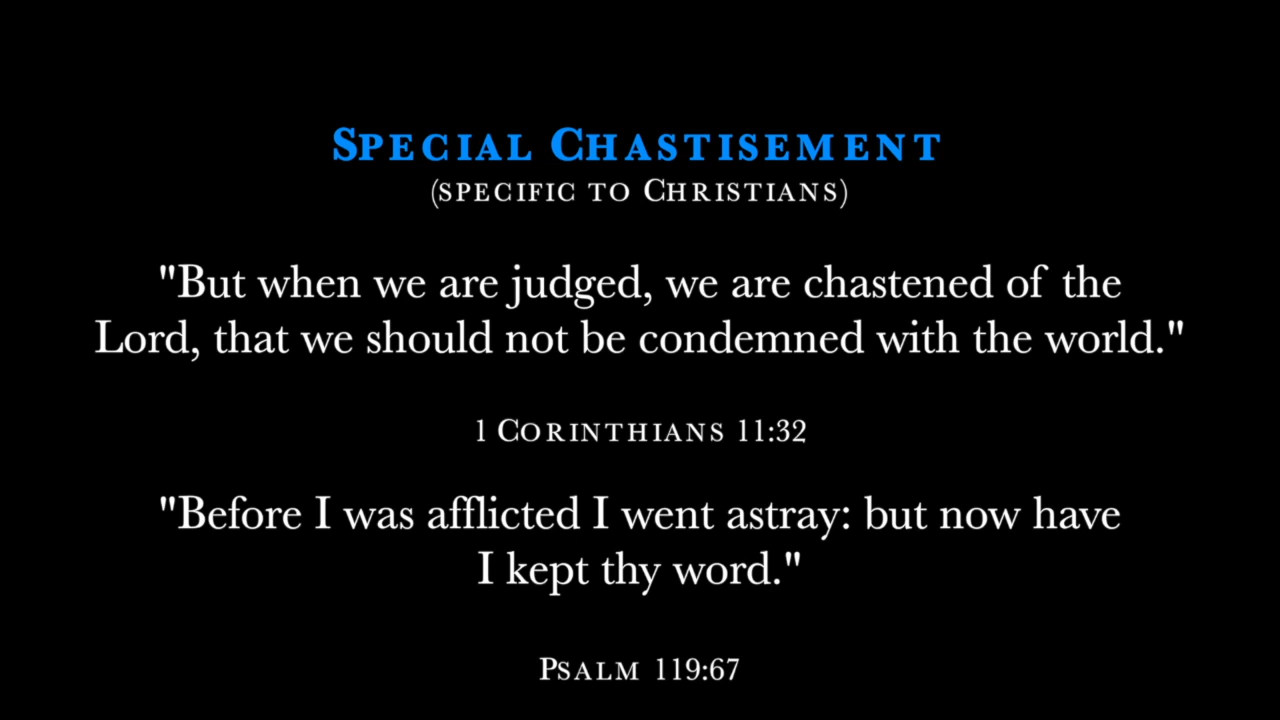 Special Chastisement
(specific to Christians)
"But when we are judged, we are chastened of the
Lord, that we should not be condemned with the world."
1 Corinthians 11:32
"Before I was afflicted I went astray: but now have
I kept thy word."
Psalm 119:67